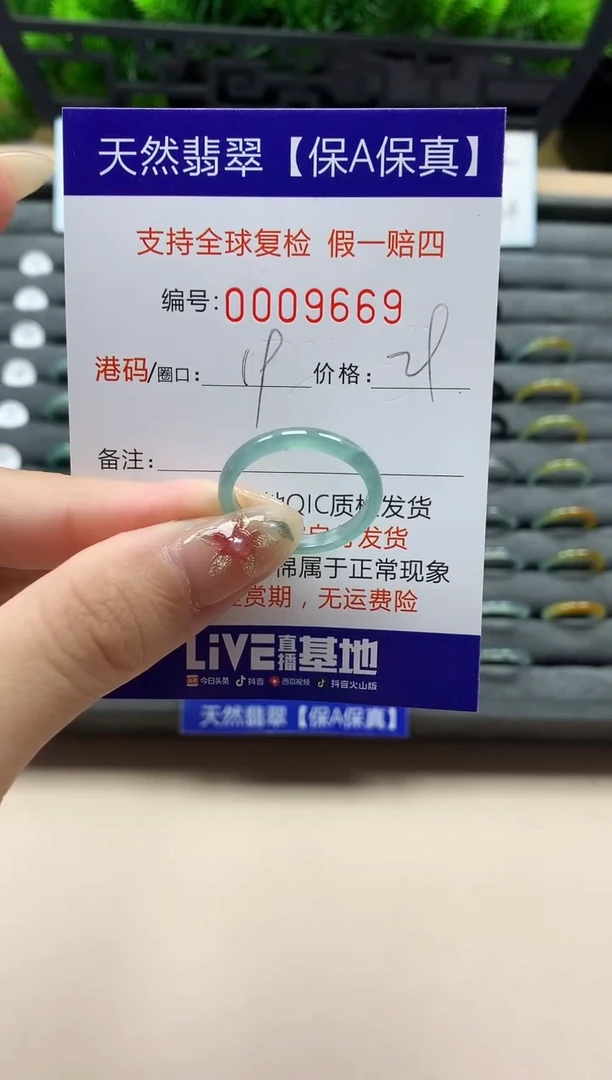 天然翡翠【保A保真】
支持全球复检 假一赔四
编号:0009669
港码/圈口: 价格:
备注:
QIC质检发货
发货
棉属于正常现象
赏期，无运费险
LiVE直播基地
今日头条 抖音 西瓜视频 抖音火山版
天然翡翠【保A保真】